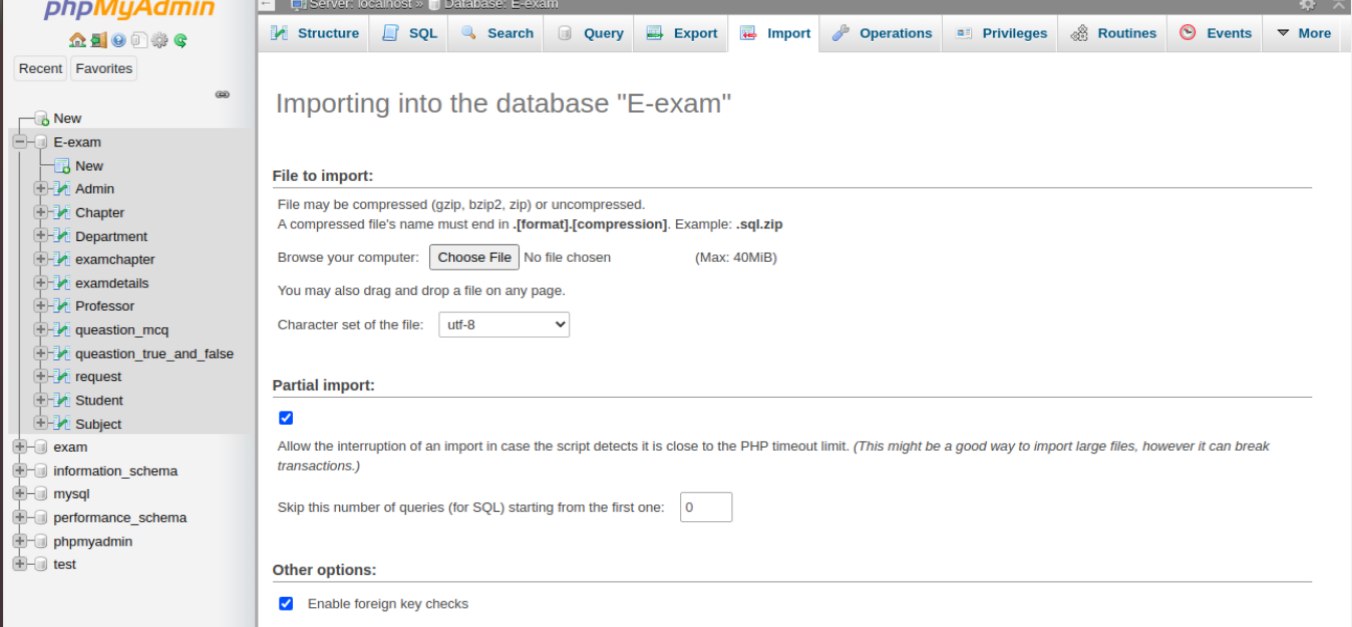 phpMyAdmin
Recent Favorites
New
E-exam
New
Admin
Chapter
Department
examchapter
examdetails
Professor
queastion_mcq
queastion_true_and_false
request
Student
Subject
exam
information_schema
mysql
performance_schema
phpmyadmin
test
Server: localhost » Database: E-exam
Structure SQL Search Query Export Import Operations Privileges Routines Events More
Importing into the database "E-exam"
File to import:
File may be compressed (gzip, bzip2, zip) or uncompressed.
A compressed file's name must end in .[format].[compression]. Example: .sql.zip
Browse your computer: Choose File No file chosen (Max: 40MiB)
You may also drag and drop a file on any page.
Character set of the file: utf-8
Partial import:
Allow the interruption of an import in case the script detects it is close to the PHP timeout limit. (This might be a good way to import large files, however it can break
transactions.)
Skip this number of queries (for SQL) starting from the first one: 0
Other options:
Enable foreign key checks